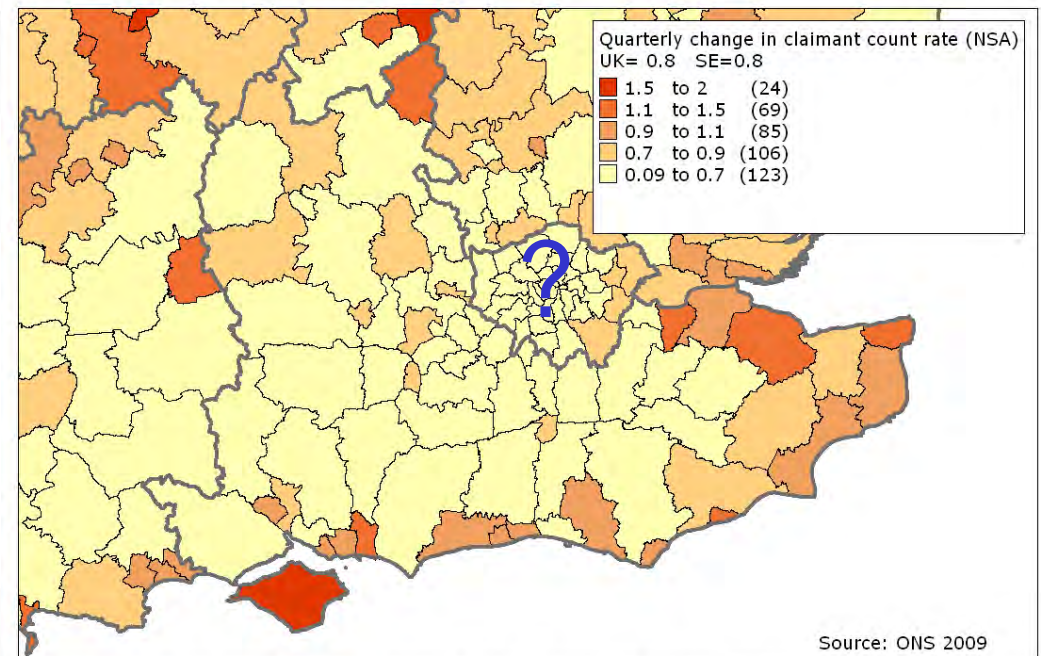 Quarterly change in claimant count rate (NSA)
UK= 0.8 SE=0.8
1.5 to 2 (24)
1.1 to 1.5 (69)
0.9 to 1.1 (85)
0.7 to 0.9 (106)
0.09 to 0.7 (123)
?
Source: ONS 2009